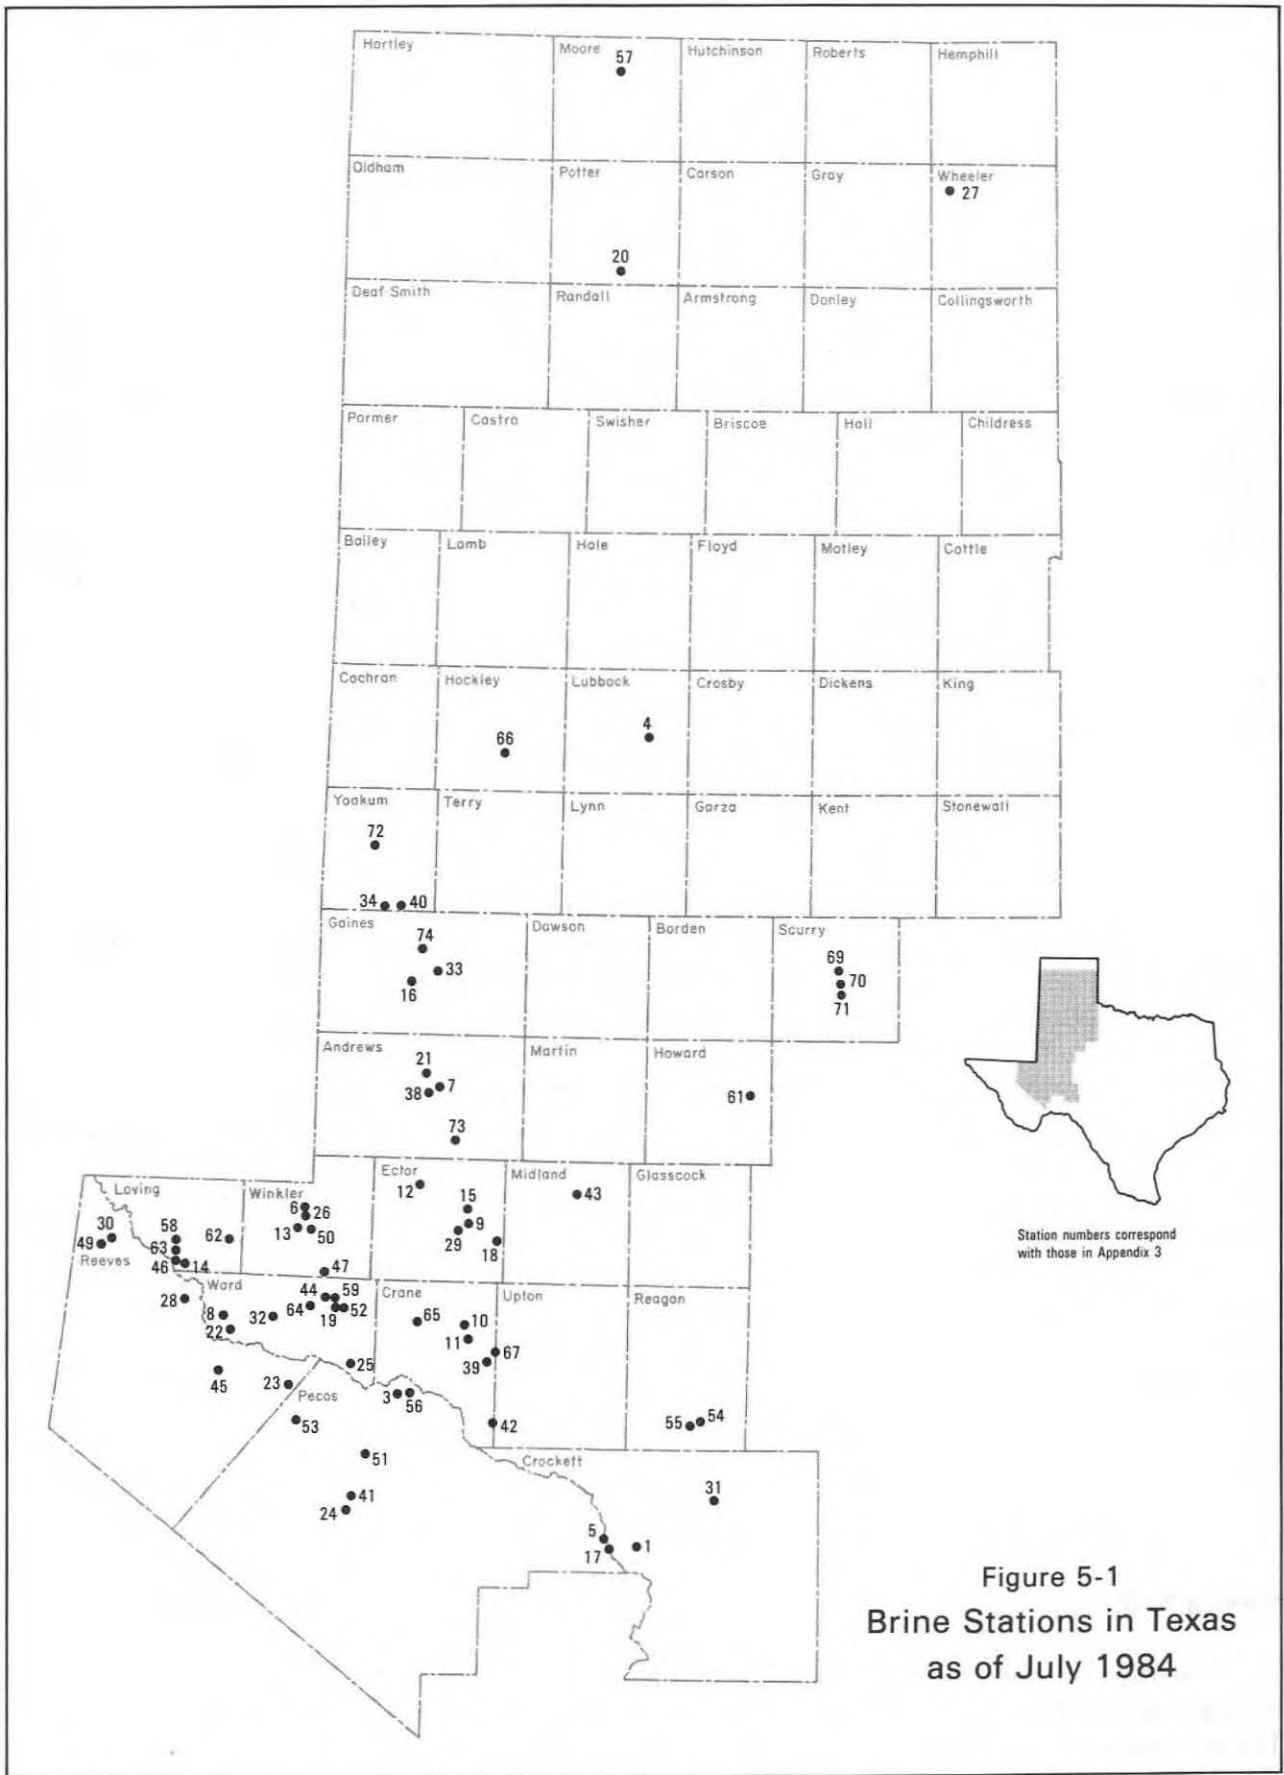 Hartley
Moore
57
Hutchinson
Roberts
Hemphill
Oldham
Potter
20
Carson
Gray
Wheeler
27
Deaf Smith
Randall
Armstrong
Donley
Collingsworth
Parmer
Castro
Swisher
Briscoe
Hall
Childress
Bailey
Lamb
Hale
Floyd
Motley
Cottle
Cochran
Hockley
66
Lubbock
4
Crosby
Dickens
King
Yoakum
72
34
40
Terry
Lynn
Garza
Kent
Stonewall
Gaines
74
33
16
Dawson
Borden
Scurry
69
70
71
Andrews
21
7
38
73
Martin
Howard
61
Loving
58
63
46
14
62
Winkler
6
26
13
50
47
Ector
12
15
9
29
18
Midland
43
Glasscock
30
49
Reeves
28
45
23
Ward
8
22
32
44
59
64
19
52
25
Crane
65
10
11
39
67
42
Upton
Reagan
55
54
Pecos
3
56
53
51
41
24
Crockett
31
5
17
1
Station numbers correspond
with those in Appendix 3
Figure 5-1
Brine Stations in Texas
as of July 1984